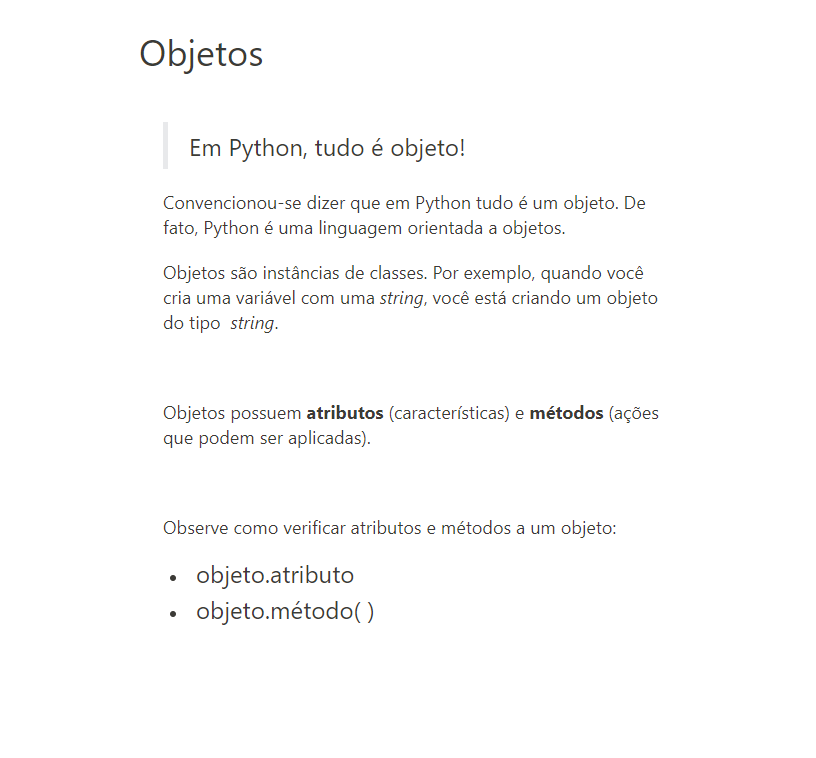 Objetos
Em Python, tudo é objeto!
Convencionou-se dizer que em Python tudo é um objeto. De
fato, Python é uma linguagem orientada a objetos.
Objetos são instâncias de classes. Por exemplo, quando você
cria uma variável com uma string, você está criando um objeto
do tipo string.
Objetos possuem atributos (características) e métodos (ações
que podem ser aplicadas).
Observe como verificar atributos e métodos a um objeto:
• objeto.atributo
• objeto.método( )